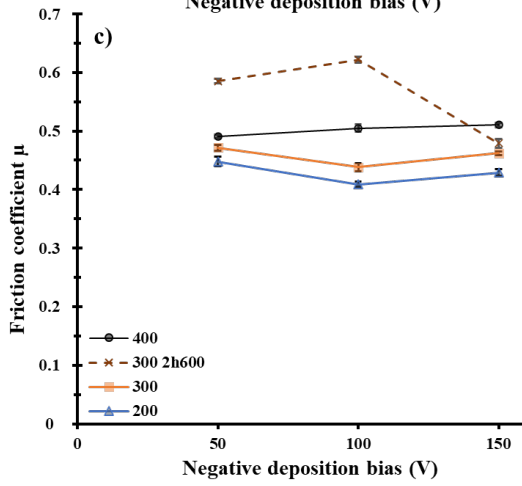 Negative deposition bias (V)
c)
0.7
0.6
0.5
0.4
0.3
0.2
0.1
0
Friction coefficient μ
400
300 2h600
300
200
0 50 100 150
Negative deposition bias (V)